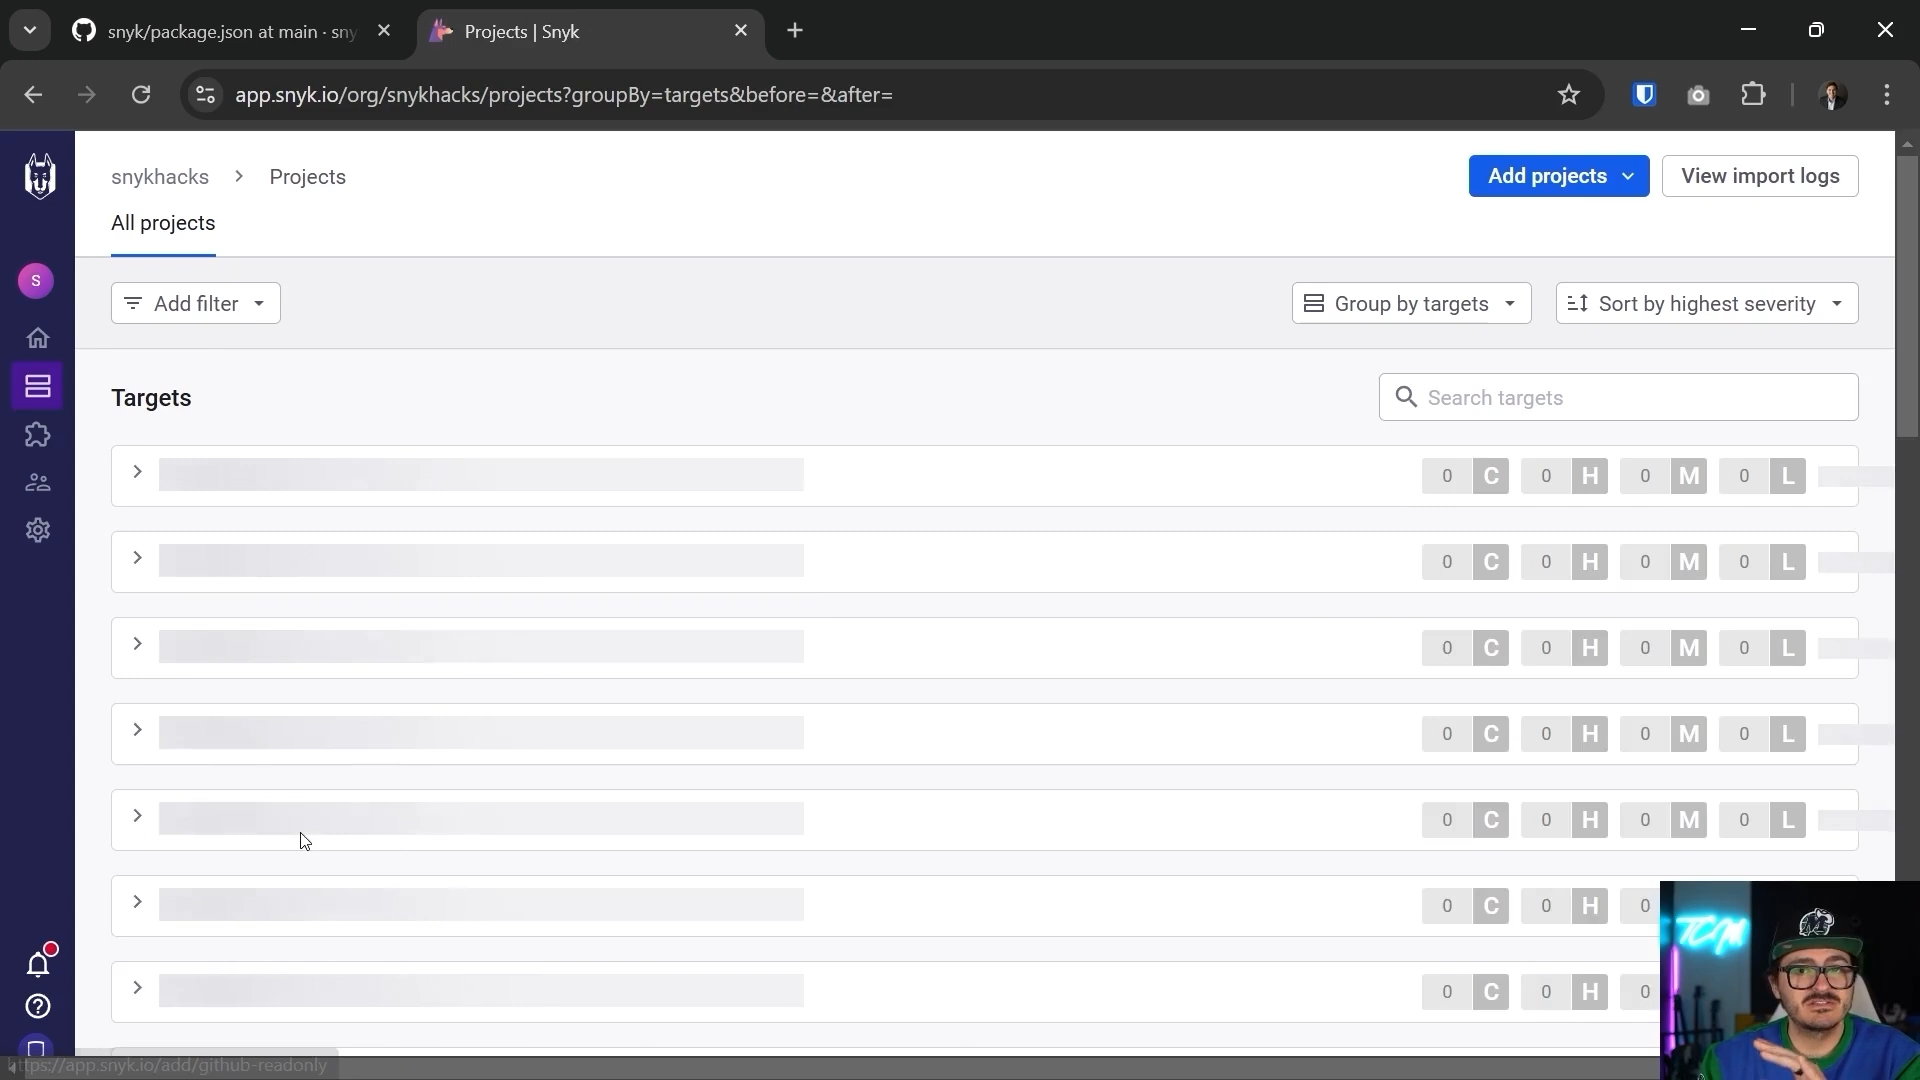 snyk/package.json at main · sny
Projects | Snyk
app.snyk.io/org/snykhacks/projects?groupBy=targets&before=&after=
snykhacks > Projects
Add projects
View import logs
All projects
S
Add filter
Group by targets
Sort by highest severity
Targets
Search targets
0 C 0 H 0 M 0 L
0 C 0 H 0 M 0 L
0 C 0 H 0 M 0 L
0 C 0 H 0 M 0 L
0 C 0 H 0 M 0 L
0 C 0 H 0
0 C 0 H 0
TCM
https://app.snyk.io/add/github-readonly